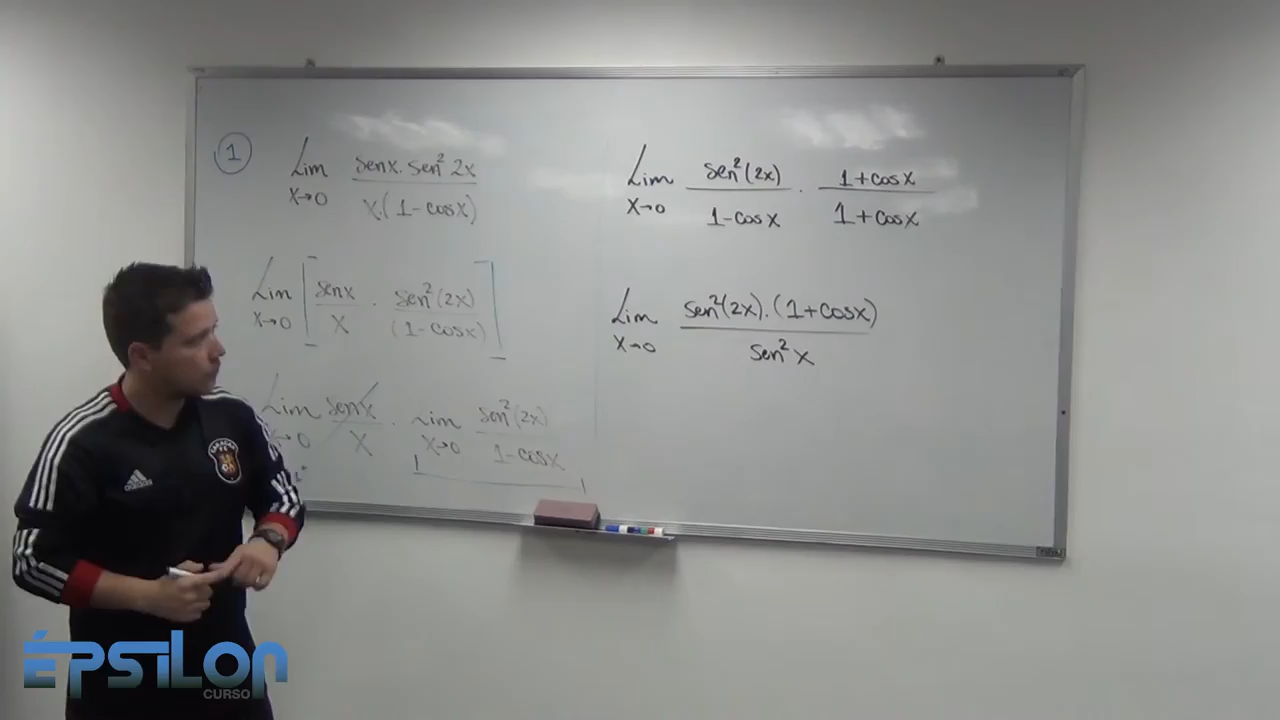 1
Lim senx.sen² 2x
x→0 x.(1-cosx)
Lim [senx . sen²(2x)]
x→0 x (1-cosx)
Lim senx . Lim sen²(2x)
x→0 x x→0 1-cosx
Lim sen²(2x) . 1+cosx
x→0 1-cosx 1+cosx
Lim sen²(2x).(1+cosx)
x→0 sen²x
ÉPSILON
CURSO